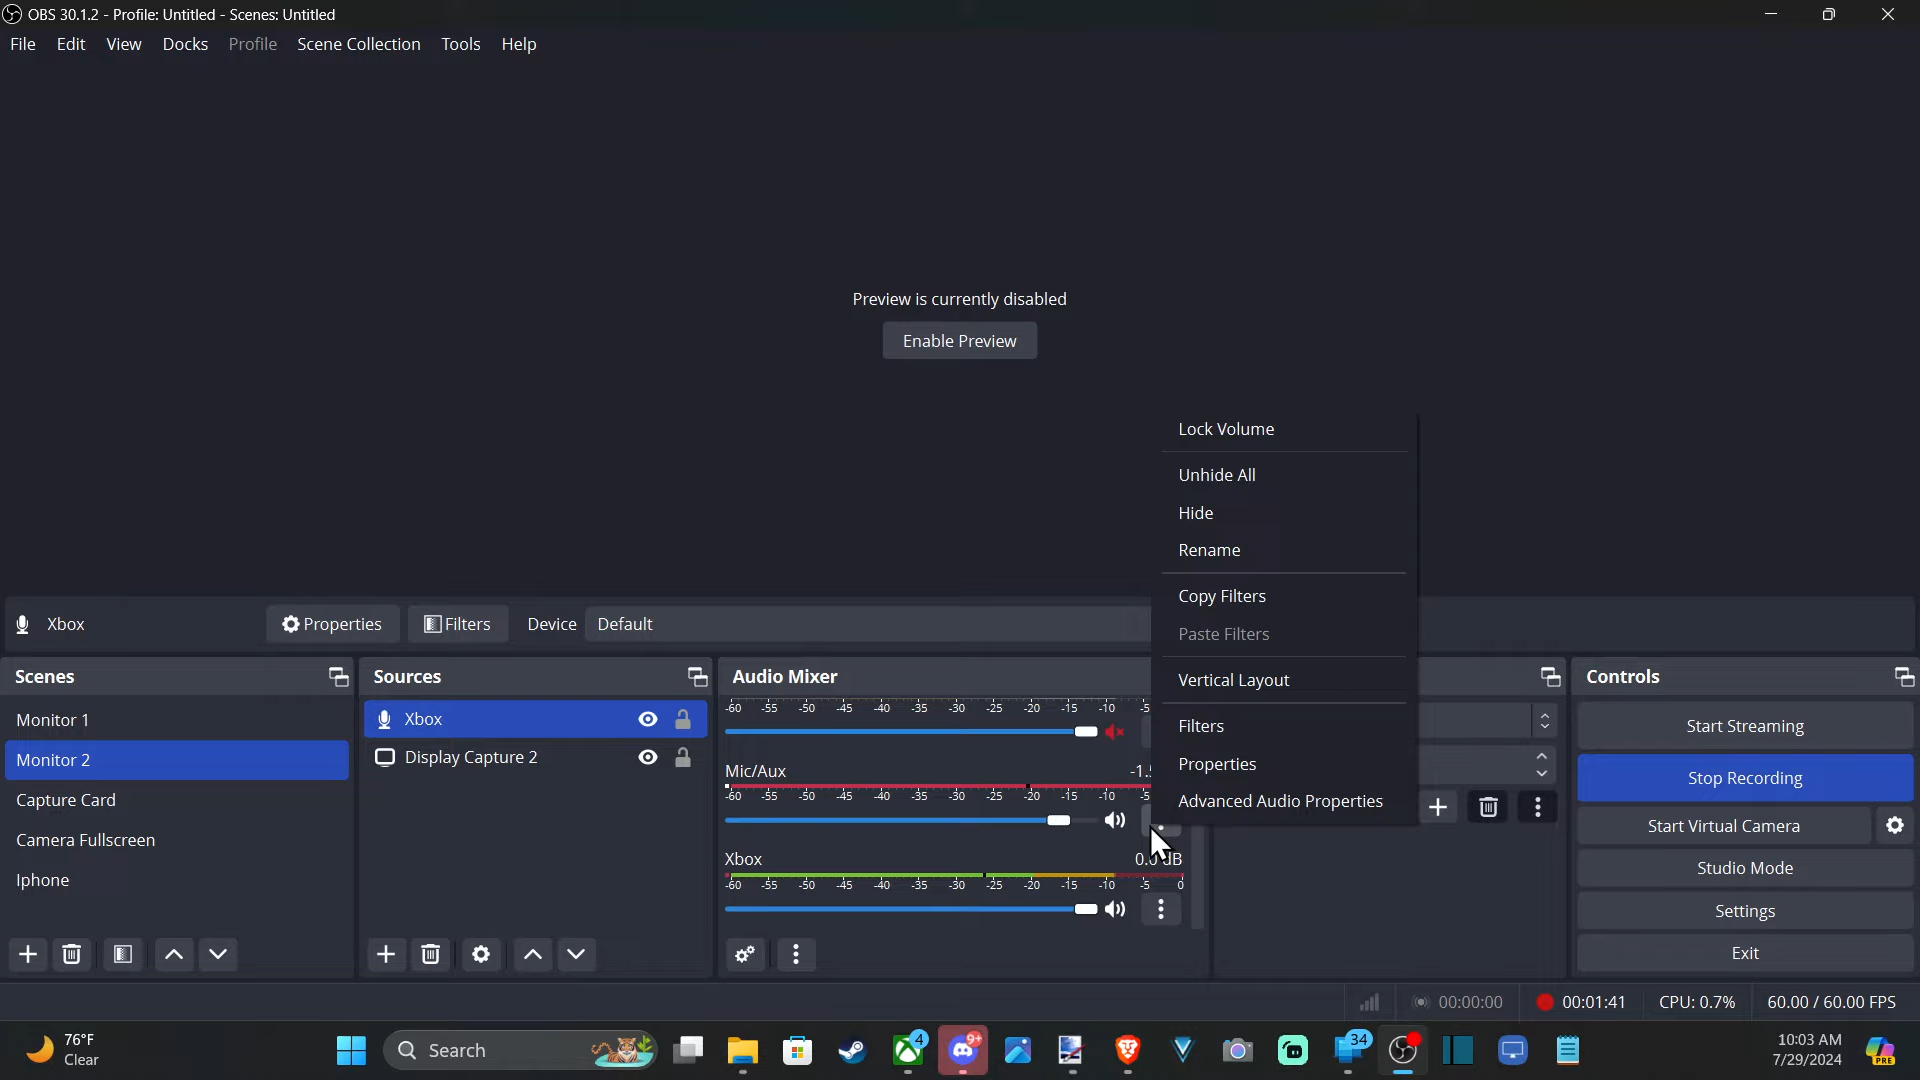 OBS 30.1.2 - Profile: Untitled - Scenes: Untitled
File Edit View Docks Profile Scene Collection Tools Help
Preview is currently disabled
Enable Preview
Lock Volume
Unhide All
Hide
Rename
Copy Filters
Paste Filters
Vertical Layout
Filters
Properties
Advanced Audio Properties
Xbox Properties Filters Device Default
Scenes
Monitor 1
Monitor 2
Capture Card
Camera Fullscreen
Iphone
Sources
Xbox
Display Capture 2
Audio Mixer
-60 -55 -50 -45 -40 -35 -30 -25 -20 -15 -10 -5
Mic/Aux
-60 -55 -50 -45 -40 -35 -30 -25 -20 -15 -10 -5
Xbox
-60 -55 -50 -45 -40 -35 -30 -25 -20 -15 -10 -5 0
Controls
Start Streaming
Stop Recording
Start Virtual Camera
Studio Mode
Settings
Exit
00:00:00 00:01:41 CPU: 0.7% 60.00 / 60.00 FPS
76°F
Clear
Search
4
9+
34
10:03 AM
7/29/2024
PRE